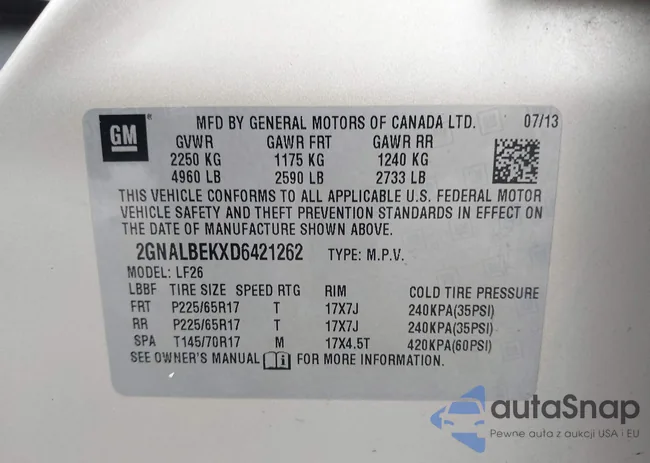 GM
MFD BY GENERAL MOTORS OF CANADA LTD. 07/13
GVWR GAWR FRT GAWR RR
2250 KG 1175 KG 1240 KG
4960 LB 2590 LB 2733 LB
THIS VEHICLE CONFORMS TO ALL APPLICABLE U.S. FEDERAL MOTOR
VEHICLE SAFETY AND THEFT PREVENTION STANDARDS IN EFFECT ON
THE DATE OF MANUFACTURE SHOWN ABOVE.
2GNALBEKXD6421262 TYPE: M.P.V.
MODEL: LF26
LBBF TIRE SIZE SPEED RTG RIM COLD TIRE PRESSURE
FRT P225/65R17 T 17X7J 240KPA(35PSI)
RR P225/65R17 T 17X7J 240KPA(35PSI)
SPA T145/70R17 M 17X4.5T 420KPA(60PSI)
SEE OWNER'S MANUAL i FOR MORE INFORMATION.
autaSnap
Pewne auta z aukcji USA i EU